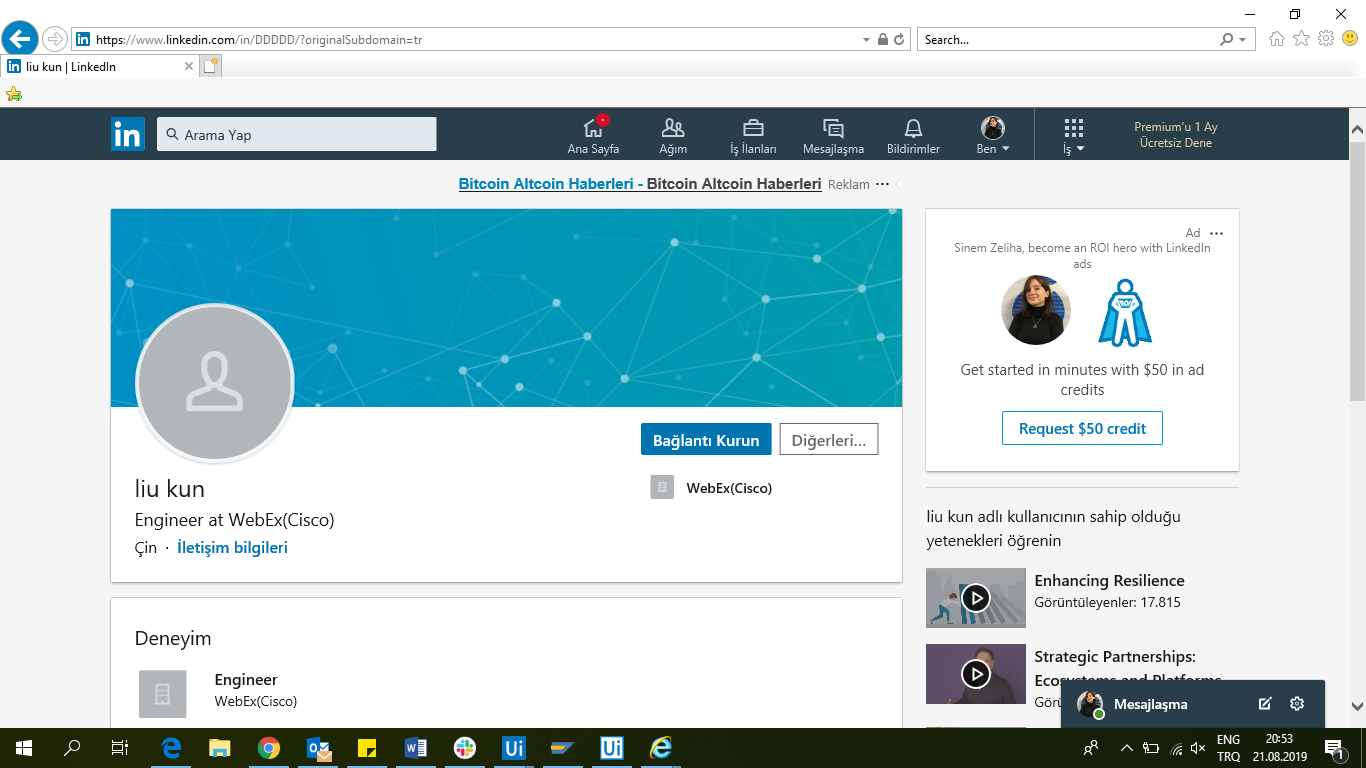 https://www.linkedin.com/in/DDDDD/?originalSubdomain=tr
Search...
liu kun | LinkedIn
in
Arama Yap
Ana Sayfa
Ağım
İş İlanları
Mesajlaşma
Bildirimler
Ben
İş
Premium'u 1 Ay
Ücretsiz Dene
Bitcoin Altcoin Haberleri - Bitcoin Altcoin Haberleri Reklam
Bağlantı Kurun
Diğerleri...
liu kun
Engineer at WebEx(Cisco)
Çin · İletişim bilgileri
WebEx(Cisco)
Deneyim
Engineer
WebEx(Cisco)
Ad
Sinem Zeliha, become an ROI hero with LinkedIn
ads
ROI
Get started in minutes with $50 in ad
credits
Request $50 credit
liu kun adlı kullanıcının sahip olduğu
yetenekleri öğrenin
Enhancing Resilience
Görüntüleyenler: 17.815
Strategic Partnerships:
Ecosystems and Platforms
Mesajlaşma
ENG
TRQ
20:53
21.08.2019
1